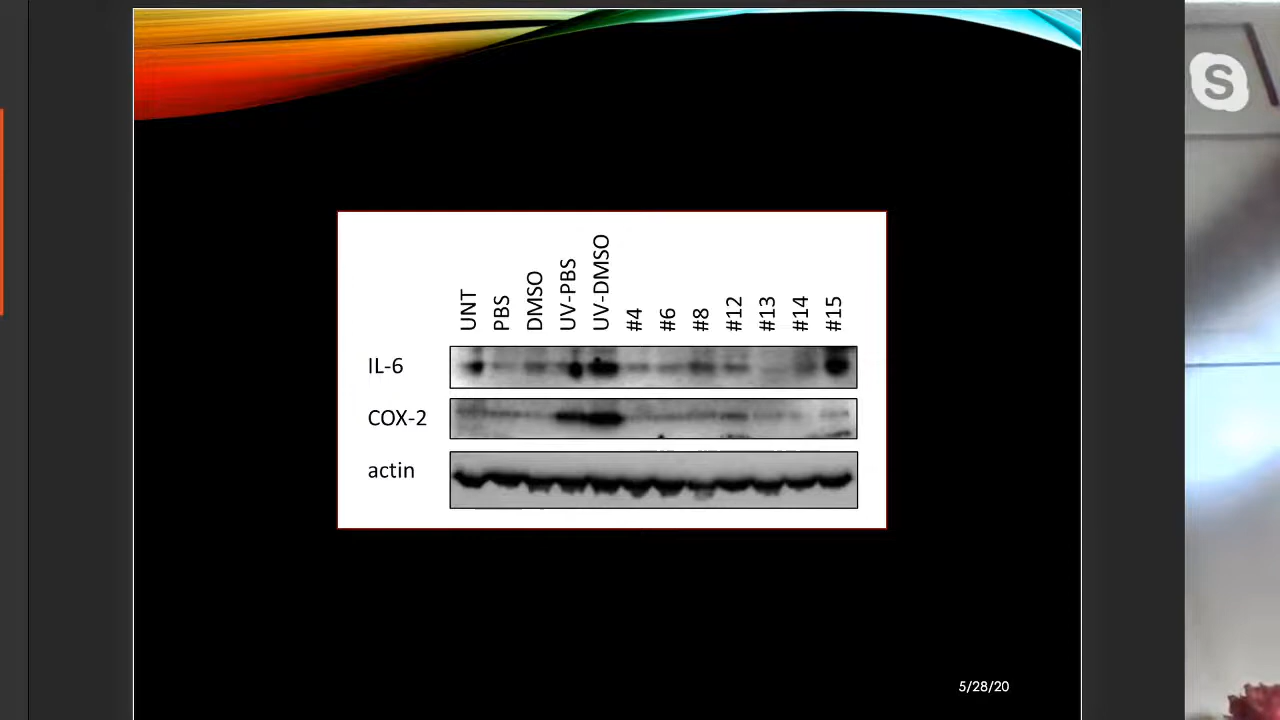 UNT PBS DMSO UV-PBS UV-DMSO #4 #6 #8 #12 #13 #14 #15
IL-6
COX-2
actin
5/28/20
S